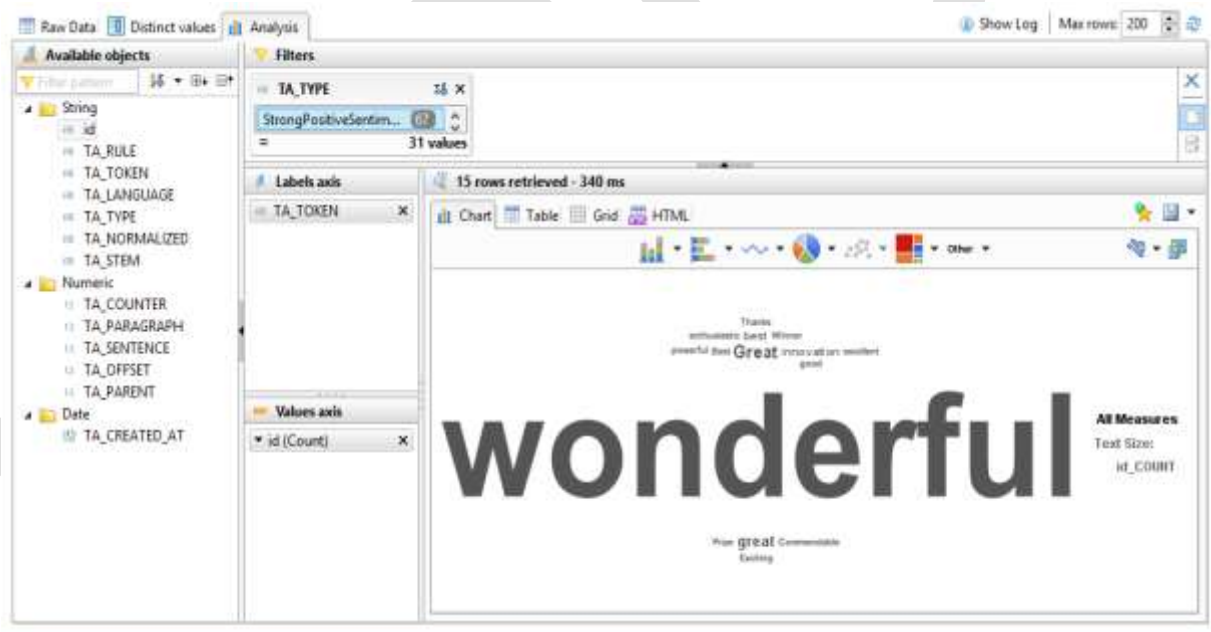 Raw Data Distinct values Analysis Show Log Max rows: 200
Available objects
Filter pattern
String
id
TA_RULE
TA_TOKEN
TA_LANGUAGE
TA_TYPE
TA_NORMALIZED
TA_STEM
Numeric
TA_COUNTER
TA_PARAGRAPH
TA_SENTENCE
TA_OFFSET
TA_PARENT
Date
TA_CREATED_AT
Filters
TA_TYPE
StrongPositiveSentim...
= 31 values
Labels axis
TA_TOKEN
Values axis
id (Count)
15 rows retrieved - 340 ms
Chart Table Grid HTML
Other
Thanks
enthusiastic best Winner
powerful Best Great innovation excellent
good
wonderful
Prize great Commendable
Exciting
All Measures
Text Size:
id_COUNT